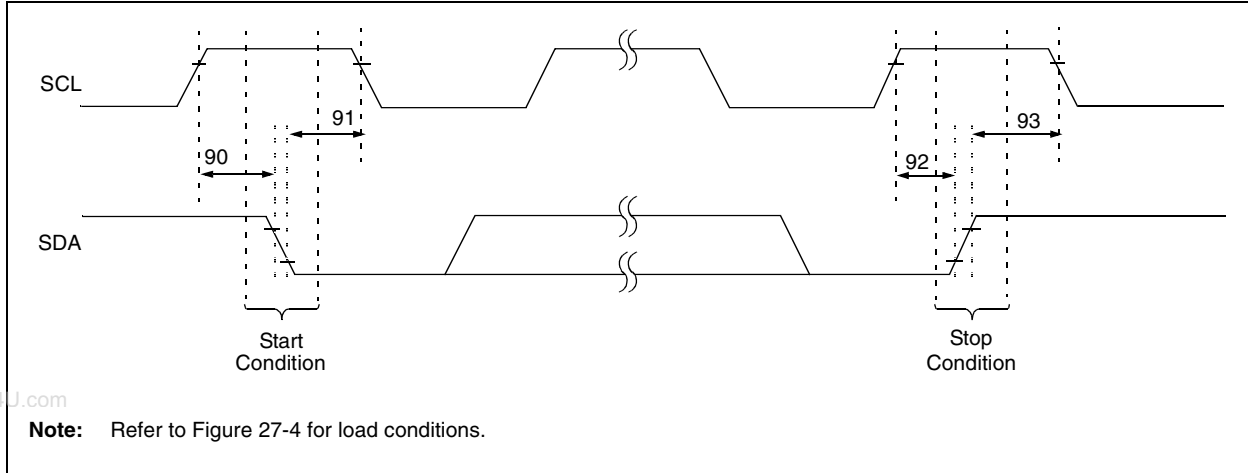 SCL
91
93
90
92
SDA
Start
Condition
Stop
Condition
4U.com
Note: Refer to Figure 27-4 for load conditions.